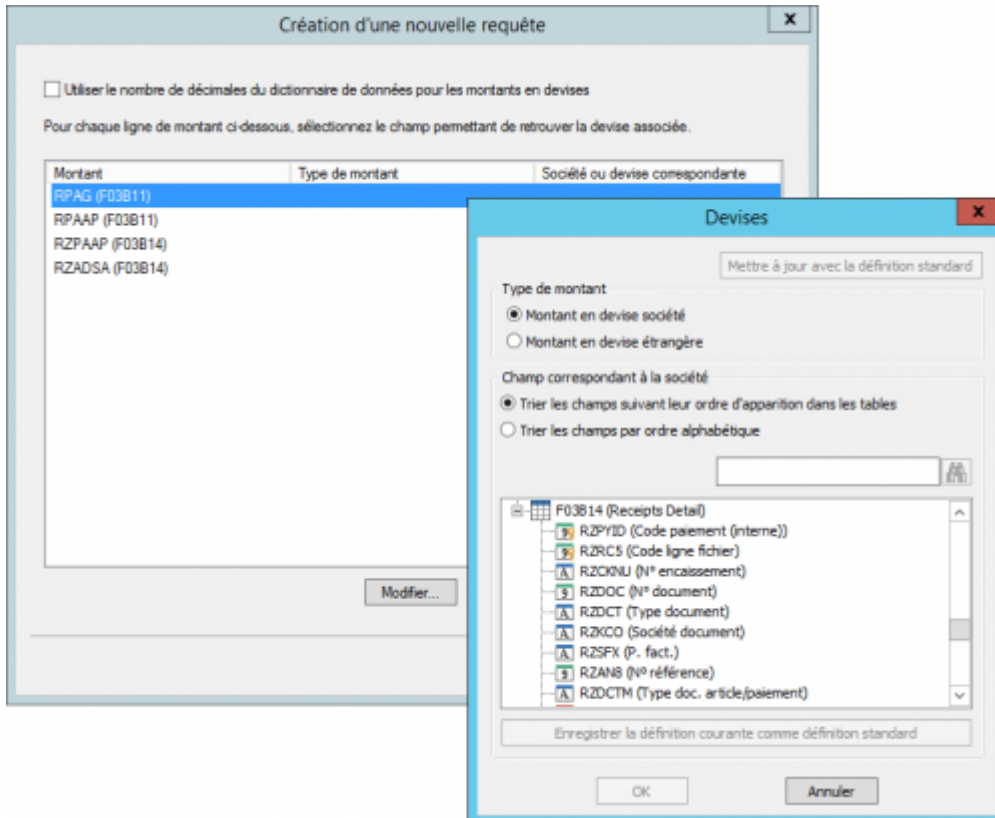 Création d'une nouvelle requête
x
Utiliser le nombre de décimales du dictionnaire de données pour les montants en devises
Pour chaque ligne de montant ci-dessous, sélectionnez le champ permettant de retrouver la devise associée.
Montant Type de montant Société ou devise correspondante
RPAG (F03B11)
RPAAP (F03B11)
RZPAAP (F03B14)
RZADSA (F03B14)
Modifier...
Devises
x
Mettre à jour avec la définition standard
Type de montant
Montant en devise société
Montant en devise étrangère
Champ correspondant à la société
Trier les champs suivant leur ordre d'apparition dans les tables
Trier les champs par ordre alphabétique
F03B14 (Receipts Detail)
RZPYID (Code paiement (interne))
RZRC5 (Code ligne fichier)
RZCKNU (N° encaissement)
RZDOC (N° document)
RZDCT (Type document)
RZKCO (Société document)
RZSFX (P. fact.)
RZAN8 (Nº référence)
RZDCTM (Type doc. article/paiement)
Enregistrer la définition courante comme définition standard
OK Annuler